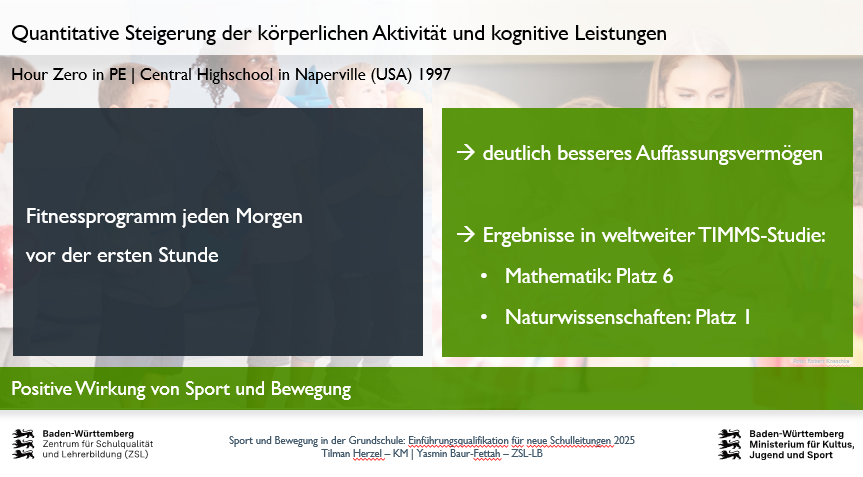 Quantitative Steigerung der körperlichen Aktivität und kognitive Leistungen
Hour Zero in PE | Central Highschool in Naperville (USA) 1997
Fitnessprogramm jeden Morgen
vor der ersten Stunde
→ deutlich besseres Auffassungsvermögen
→ Ergebnisse in weltweiter TIMMS-Studie:
• Mathematik: Platz 6
• Naturwissenschaften: Platz 1
Positive Wirkung von Sport und Bewegung
Baden-Württemberg
Zentrum für Schulqualität
und Lehrerbildung (ZSL)
Sport und Bewegung in der Grundschule: Einführungsqualifikation für neue Schulleitungen 2025
Tilman Herzel – KM | Yasmin Baur-Fettah – ZSL-LB
Baden-Württemberg
Ministerium für Kultus,
Jugend und Sport